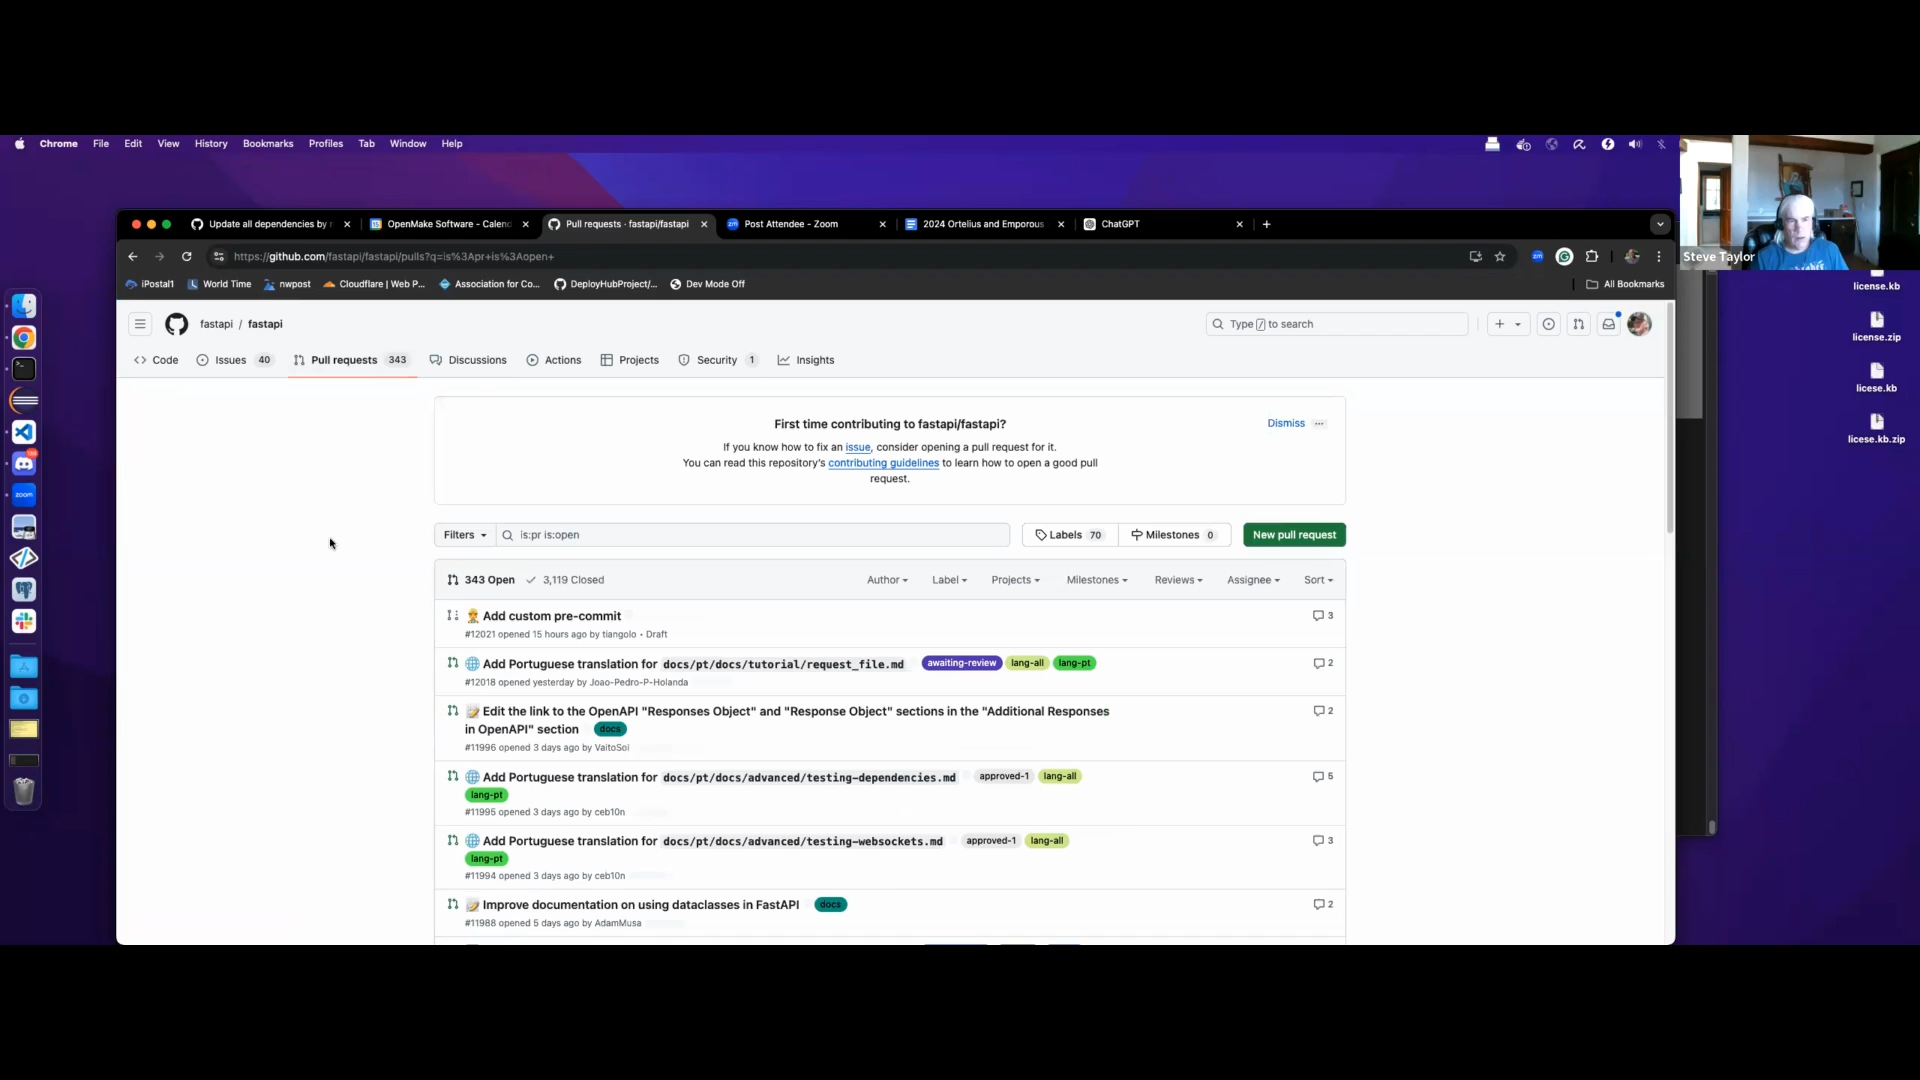 Chrome File Edit View History Bookmarks Profiles Tab Window Help
Steve Taylor
Update all dependencies by
OpenMake Software - Calend
Pull requests · fastapi/fastapi
Post Attendee - Zoom
2024 Ortelius and Emporous
ChatGPT
https://github.com/fastapi/fastapi/pulls?q=is%3Apr+is%3Aopen+
iPostal1 World Time nwpost Cloudflare | Web P... Association for Co... DeployHubProject/... Dev Mode Off All Bookmarks
license.kb
license.zip
licese.kb
licese.kb.zip
zoom
fastapi / fastapi
Type / to search
Code Issues 40 Pull requests 343 Discussions Actions Projects Security 1 Insights
First time contributing to fastapi/fastapi?
Dismiss ...
If you know how to fix an issue, consider opening a pull request for it.
You can read this repository's contributing guidelines to learn how to open a good pull
request.
Filters is:pr is:open Labels 70 Milestones 0 New pull request
343 Open 3,119 Closed Author Label Projects Milestones Reviews Assignee Sort
Add custom pre-commit 3
#12021 opened 15 hours ago by tiangolo • Draft
Add Portuguese translation for docs/pt/docs/tutorial/request_file.md awaiting-review lang-all lang-pt 2
#12018 opened yesterday by Joao-Pedro-P-Holanda
Edit the link to the OpenAPI "Responses Object" and "Response Object" sections in the "Additional Responses 2
in OpenAPI" section docs
#11996 opened 3 days ago by VaitoSoi
Add Portuguese translation for docs/pt/docs/advanced/testing-dependencies.md approved-1 lang-all 5
lang-pt
#11995 opened 3 days ago by ceb10n
Add Portuguese translation for docs/pt/docs/advanced/testing-websockets.md approved-1 lang-all 3
lang-pt
#11994 opened 3 days ago by ceb10n
Improve documentation on using dataclasses in FastAPI docs 2
#11988 opened 5 days ago by AdamMusa